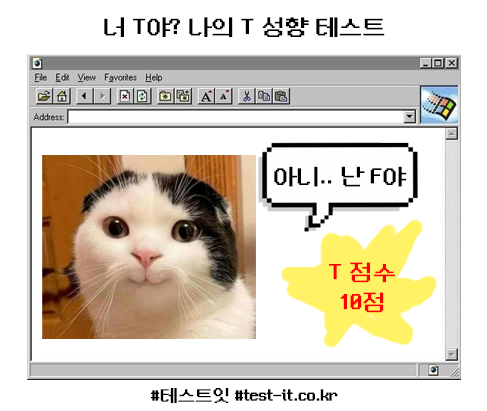 너 T야? 나의 T 성향 테스트
File Edit View Favorites Help
Address:
아니.. 난 F야
T 점수
10점
#테스트잇 #test-it.co.kr